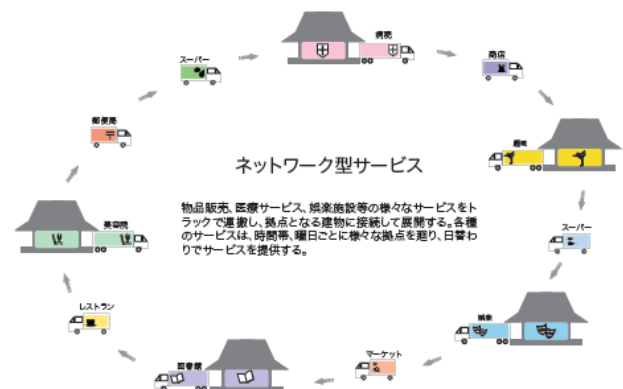 病院
スーパー
商店
郵便局
趣味
ネットワーク型サービス
物品販売、医療サービス、娯楽施設等の様々なサービスをト
ラックで運搬し、拠点となる建物に接続して展開する。各種
のサービスは、時間帯、曜日ごとに様々な拠点を廻り、日替わ
りでサービスを提供する。
美容院
スーパー
レストラン
娯楽
マーケット
図書館